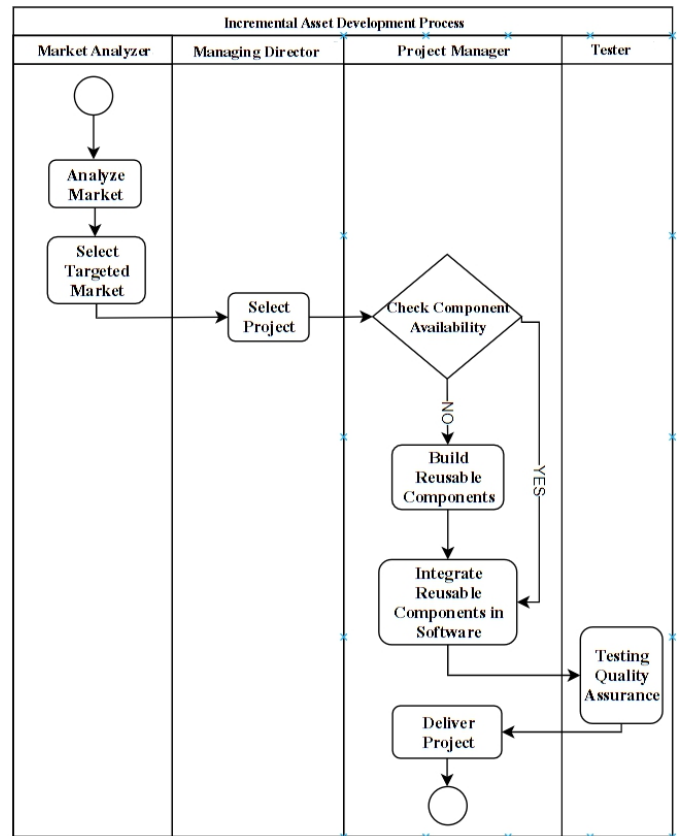 Incremental Asset Development Process
Market Analyzer
Managing Director
Project Manager
Tester
Analyze
Market
Select
Targeted
Market
Select
Project
Check Component
Availability
NO
YES
Build
Reusable
Components
Integrate
Reusable
Components in
Software
Testing
Quality
Assurance
Deliver
Project